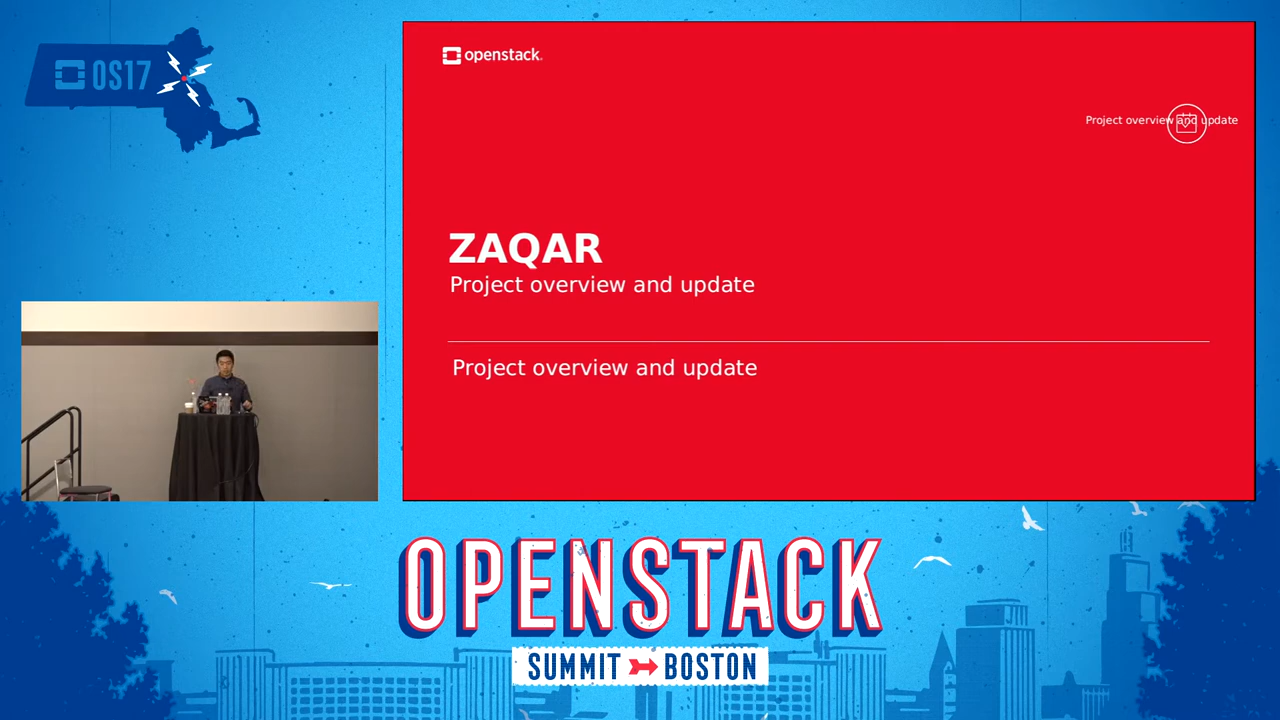 OS17
openstack.
Project overview and update
ZAQAR
Project overview and update
Project overview and update
OPENSTACK
SUMMIT BOSTON